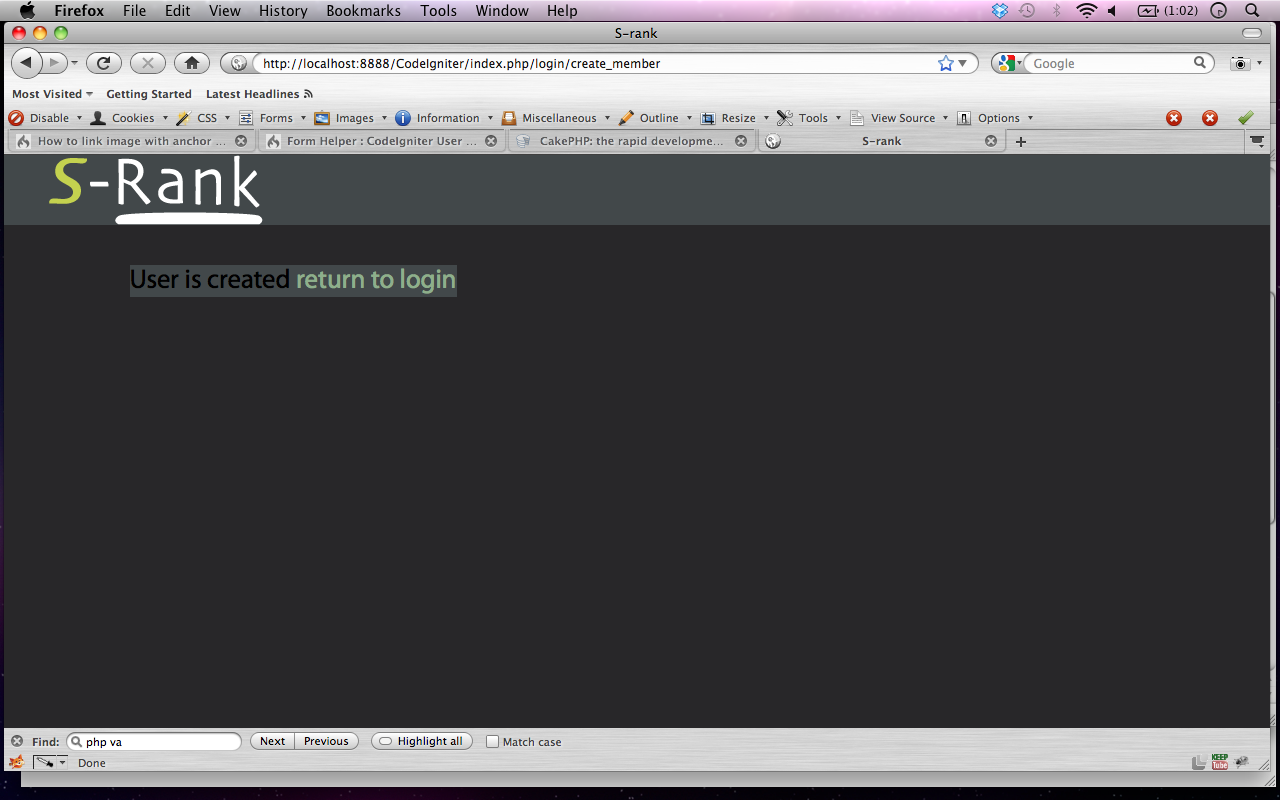 Firefox File Edit View History Bookmarks Tools Window Help (1:02)
S-rank
http://localhost:8888/CodeIgniter/index.php/login/create_member Google
Most Visited Getting Started Latest Headlines
Disable Cookies CSS Forms Images Information Miscellaneous Outline Resize Tools View Source Options
How to link image with anchor ... Form Helper : CodeIgniter User ... CakePHP: the rapid developme... S-rank
S-Rank
User is created return to login
Find: php va Next Previous Highlight all Match case
Done KEEP Tube